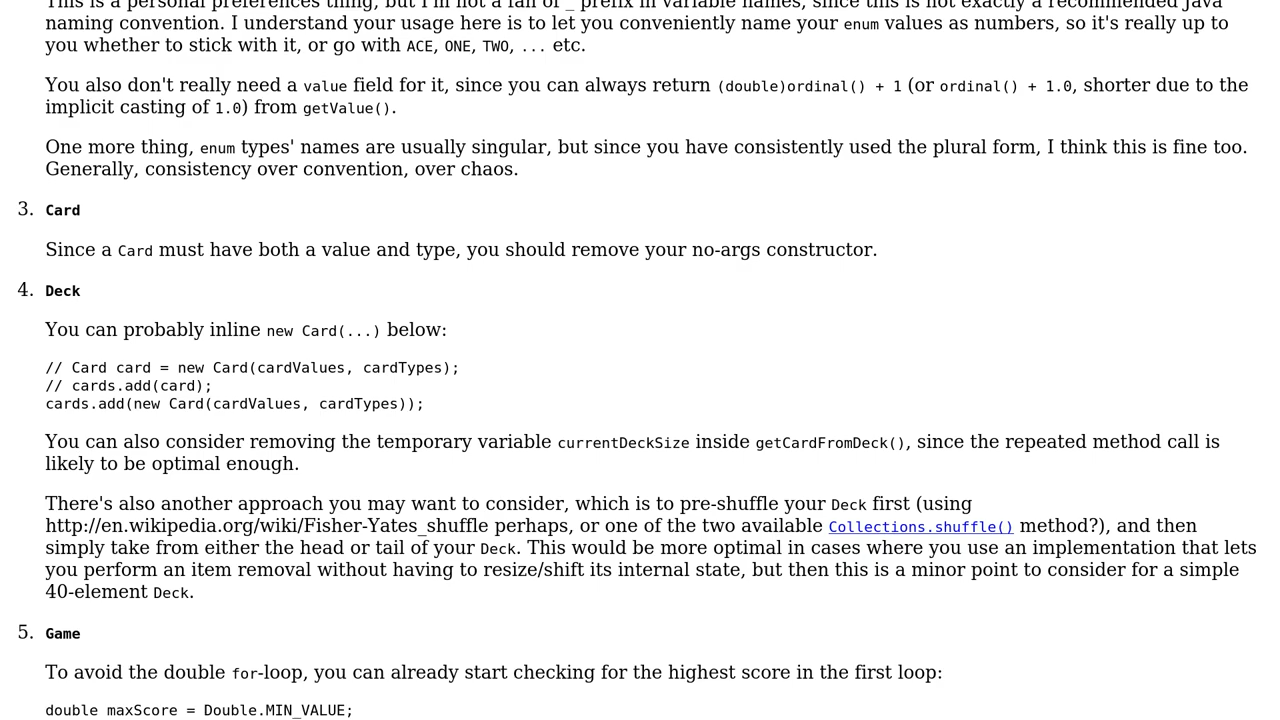 This is a personal preferences thing, but I'm not a fan of _ prefix in variable names, since this is not exactly a recommended Java
naming convention. I understand your usage here is to let you conveniently name your enum values as numbers, so it's really up to
you whether to stick with it, or go with ACE, ONE, TWO, ... etc.
You also don't really need a value field for it, since you can always return (double)ordinal() + 1 (or ordinal() + 1.0, shorter due to the
implicit casting of 1.0) from getValue().
One more thing, enum types' names are usually singular, but since you have consistently used the plural form, I think this is fine too.
Generally, consistency over convention, over chaos.
3. Card
Since a Card must have both a value and type, you should remove your no-args constructor.
4. Deck
You can probably inline new Card(...) below:
// Card card = new Card(cardValues, cardTypes);
// cards.add(card);
cards.add(new Card(cardValues, cardTypes));
You can also consider removing the temporary variable currentDeckSize inside getCardFromDeck(), since the repeated method call is
likely to be optimal enough.
There's also another approach you may want to consider, which is to pre-shuffle your Deck first (using
http://en.wikipedia.org/wiki/Fisher-Yates_shuffle perhaps, or one of the two available Collections.shuffle() method?), and then
simply take from either the head or tail of your Deck. This would be more optimal in cases where you use an implementation that lets
you perform an item removal without having to resize/shift its internal state, but then this is a minor point to consider for a simple
40-element Deck.
5. Game
To avoid the double for-loop, you can already start checking for the highest score in the first loop:
double maxScore = Double.MIN_VALUE;